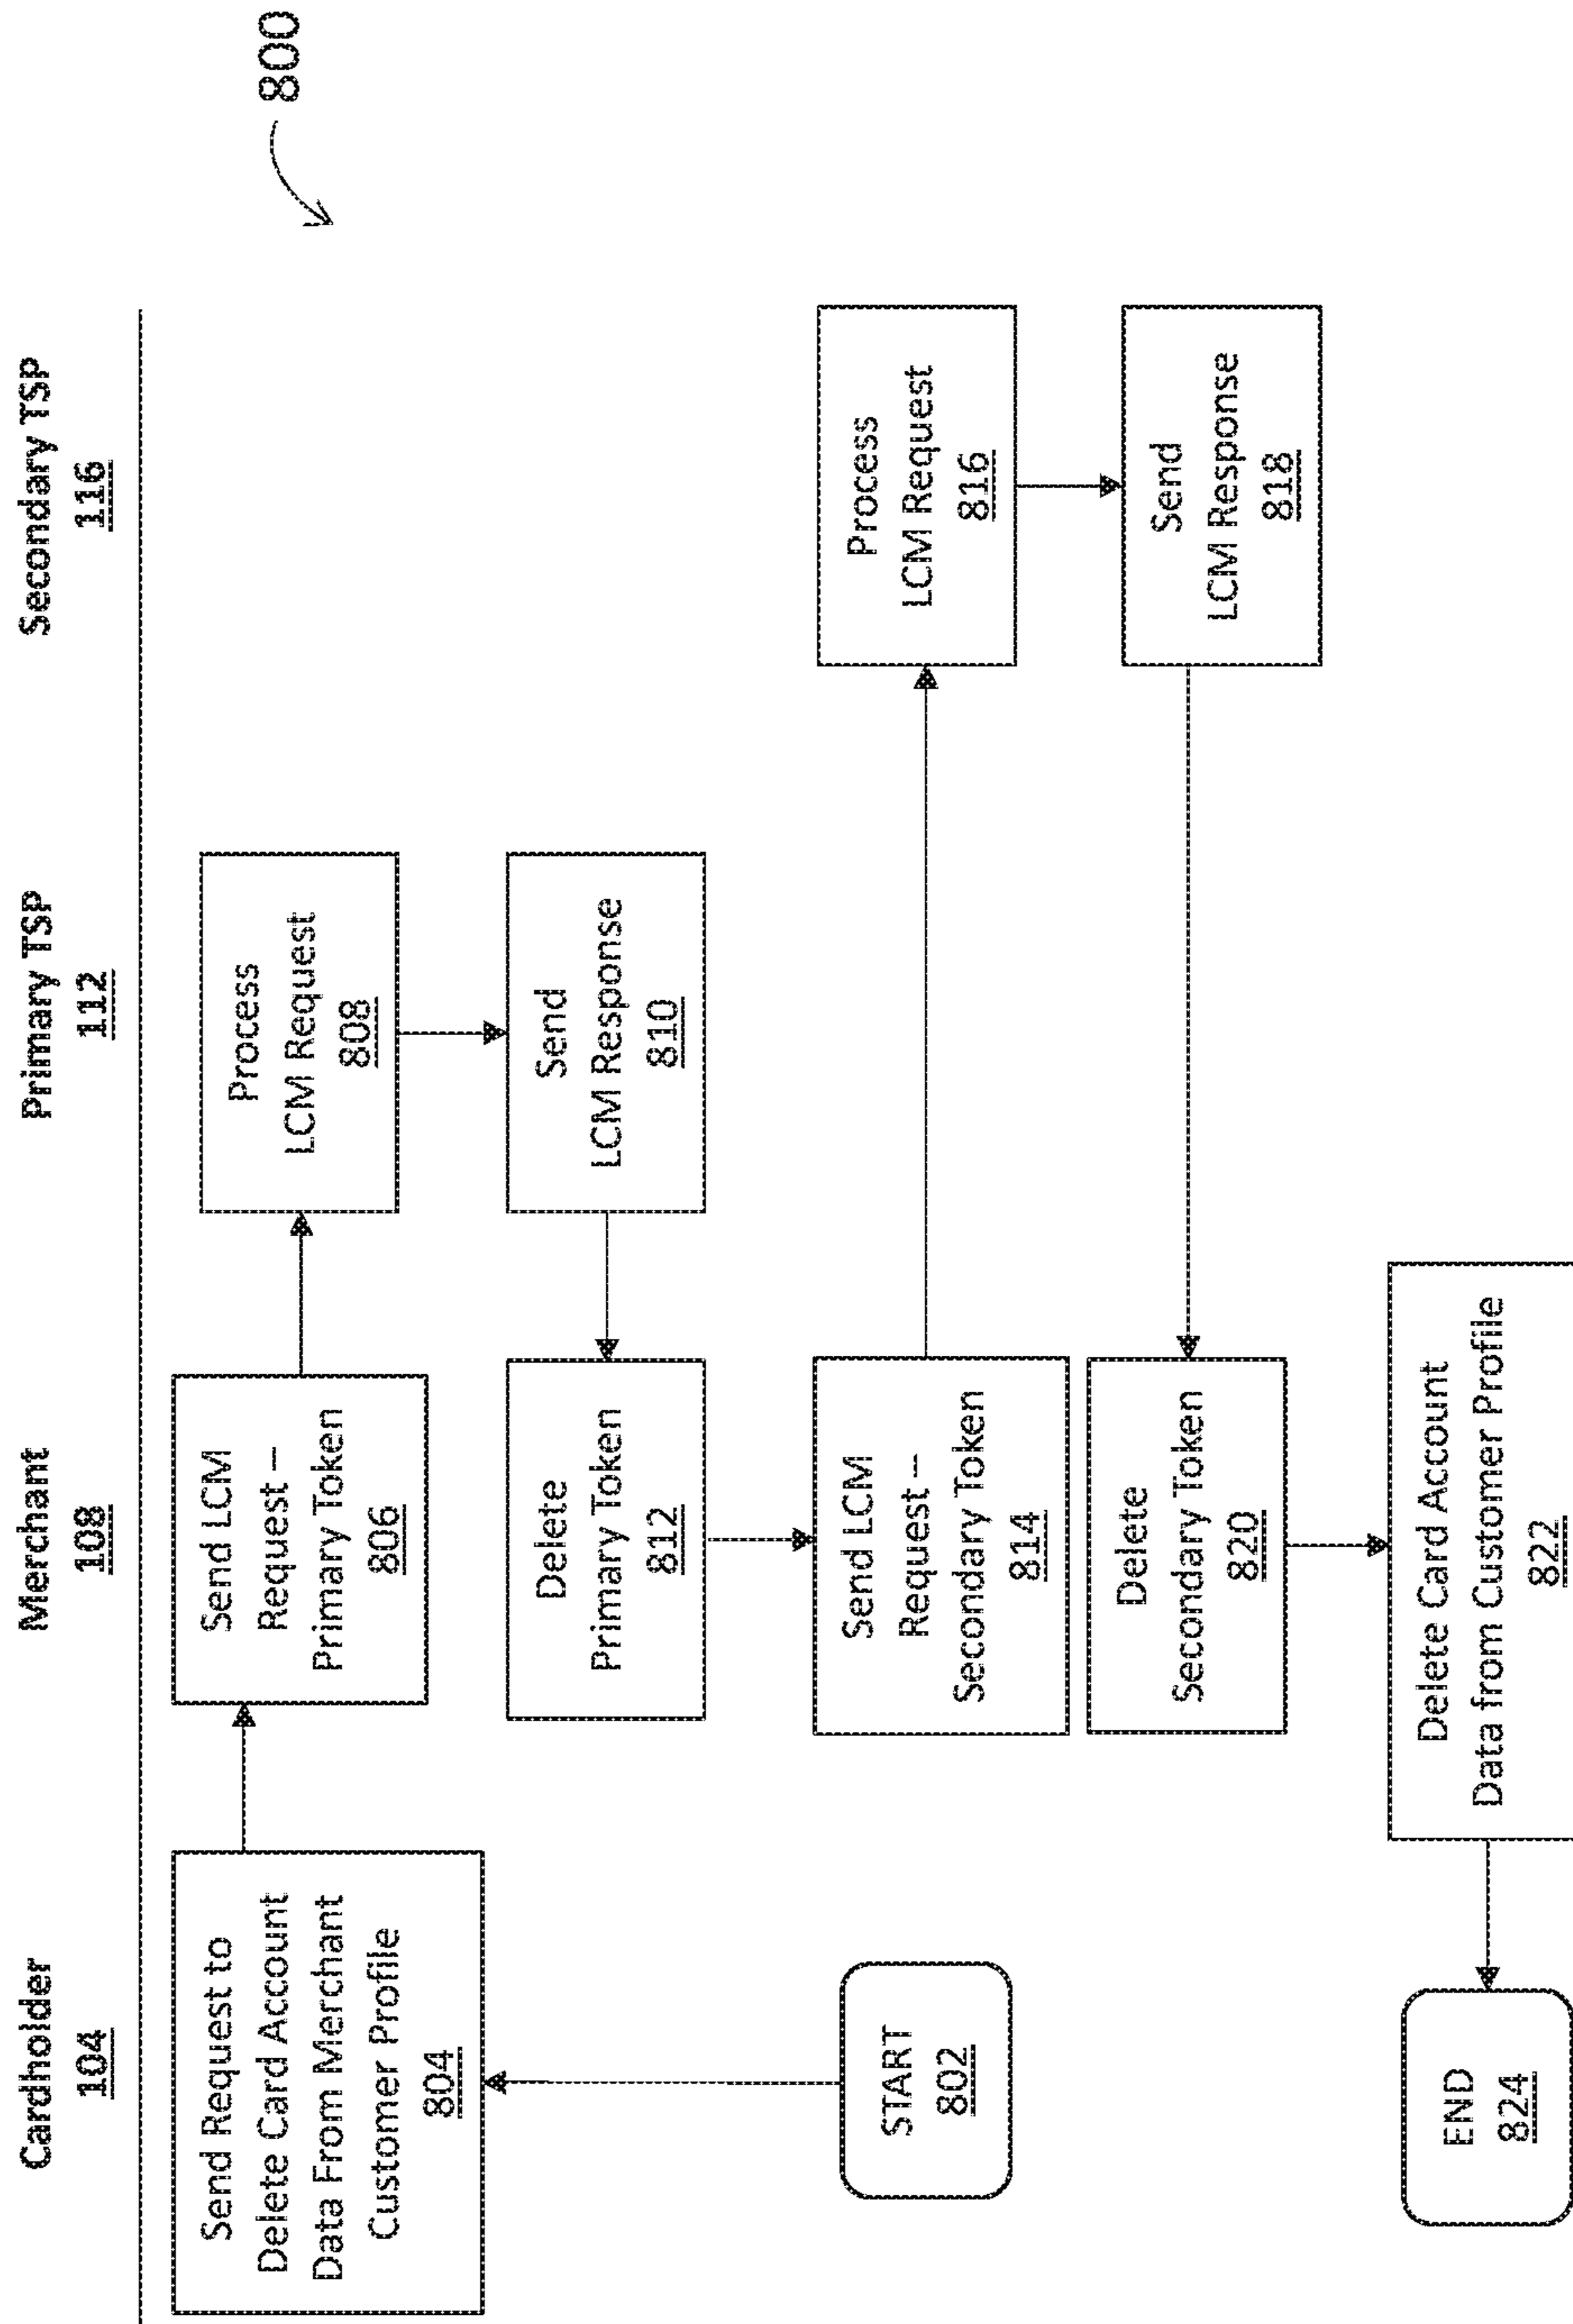 Cardholder
104
Merchant
108
Primary TSP
112
Secondary TSP
116
800
Send Request to
Delete Card Account
Data From Merchant
Customer Profile
804
Send LCM
Request –
Primary Token
806
Process
LCM Request
808
Send
LCM Response
810
Delete
Primary Token
812
START
802
Send LCM
Request –
Secondary Token
814
Process
LCM Request
816
Send
LCM Response
818
Delete
Secondary Token
820
Delete Card Account
Data from Customer Profile
822
END
824